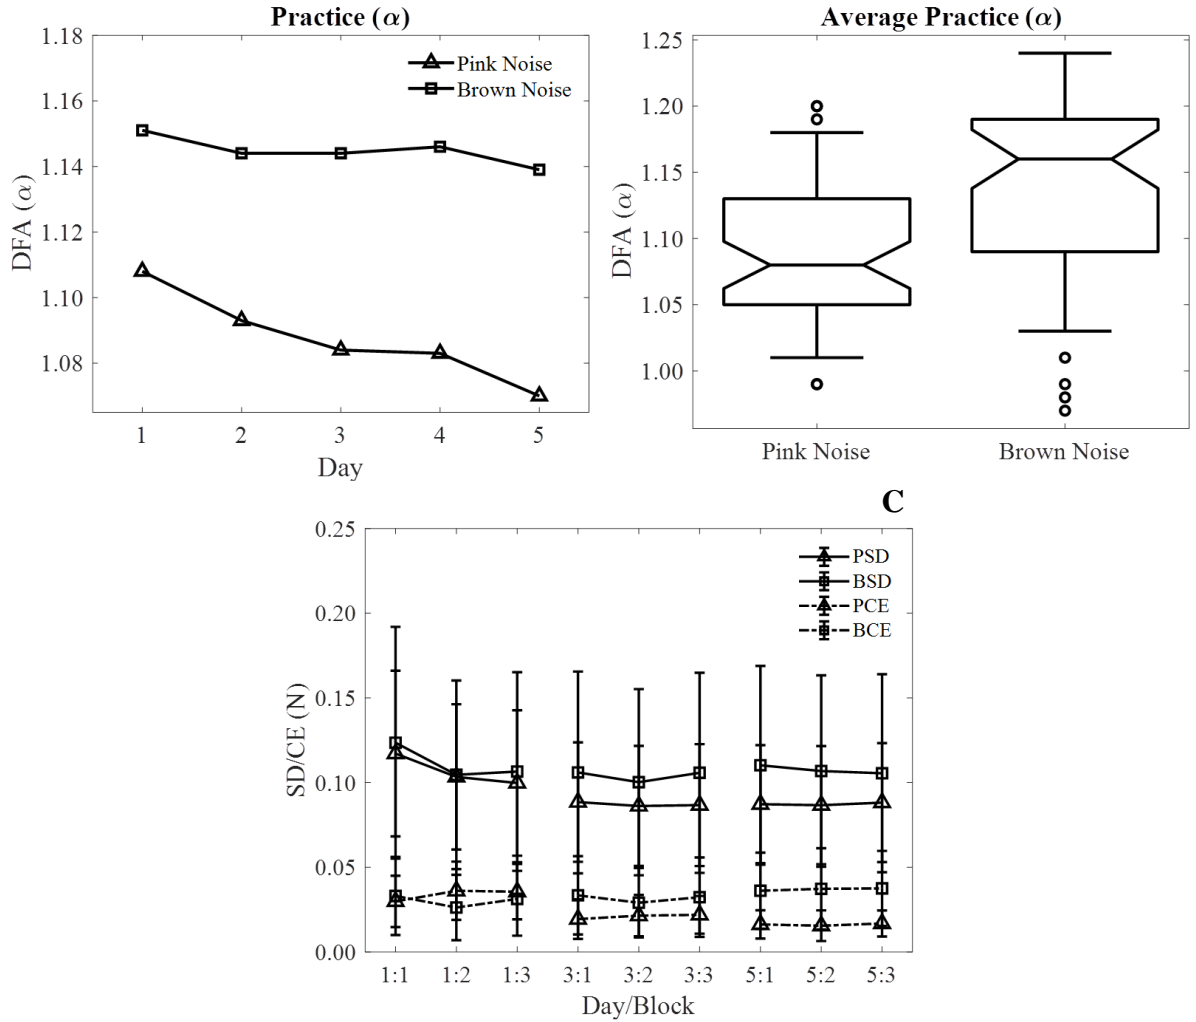 Practice (α)
1.18
1.16
1.14
1.12
1.10
1.08
DFA (α)
Pink Noise
Brown Noise
1
2
3
4
5
Day
Average Practice (α)
1.25
1.20
1.15
1.10
1.05
1.00
DFA (α)
Pink Noise
Brown Noise
C
0.25
0.20
0.15
0.10
0.05
0.00
SD/CE (N)
PSD
BSD
PCE
BCE
1:1
1:2
1:3
3:1
3:2
3:3
5:1
5:2
5:3
Day/Block